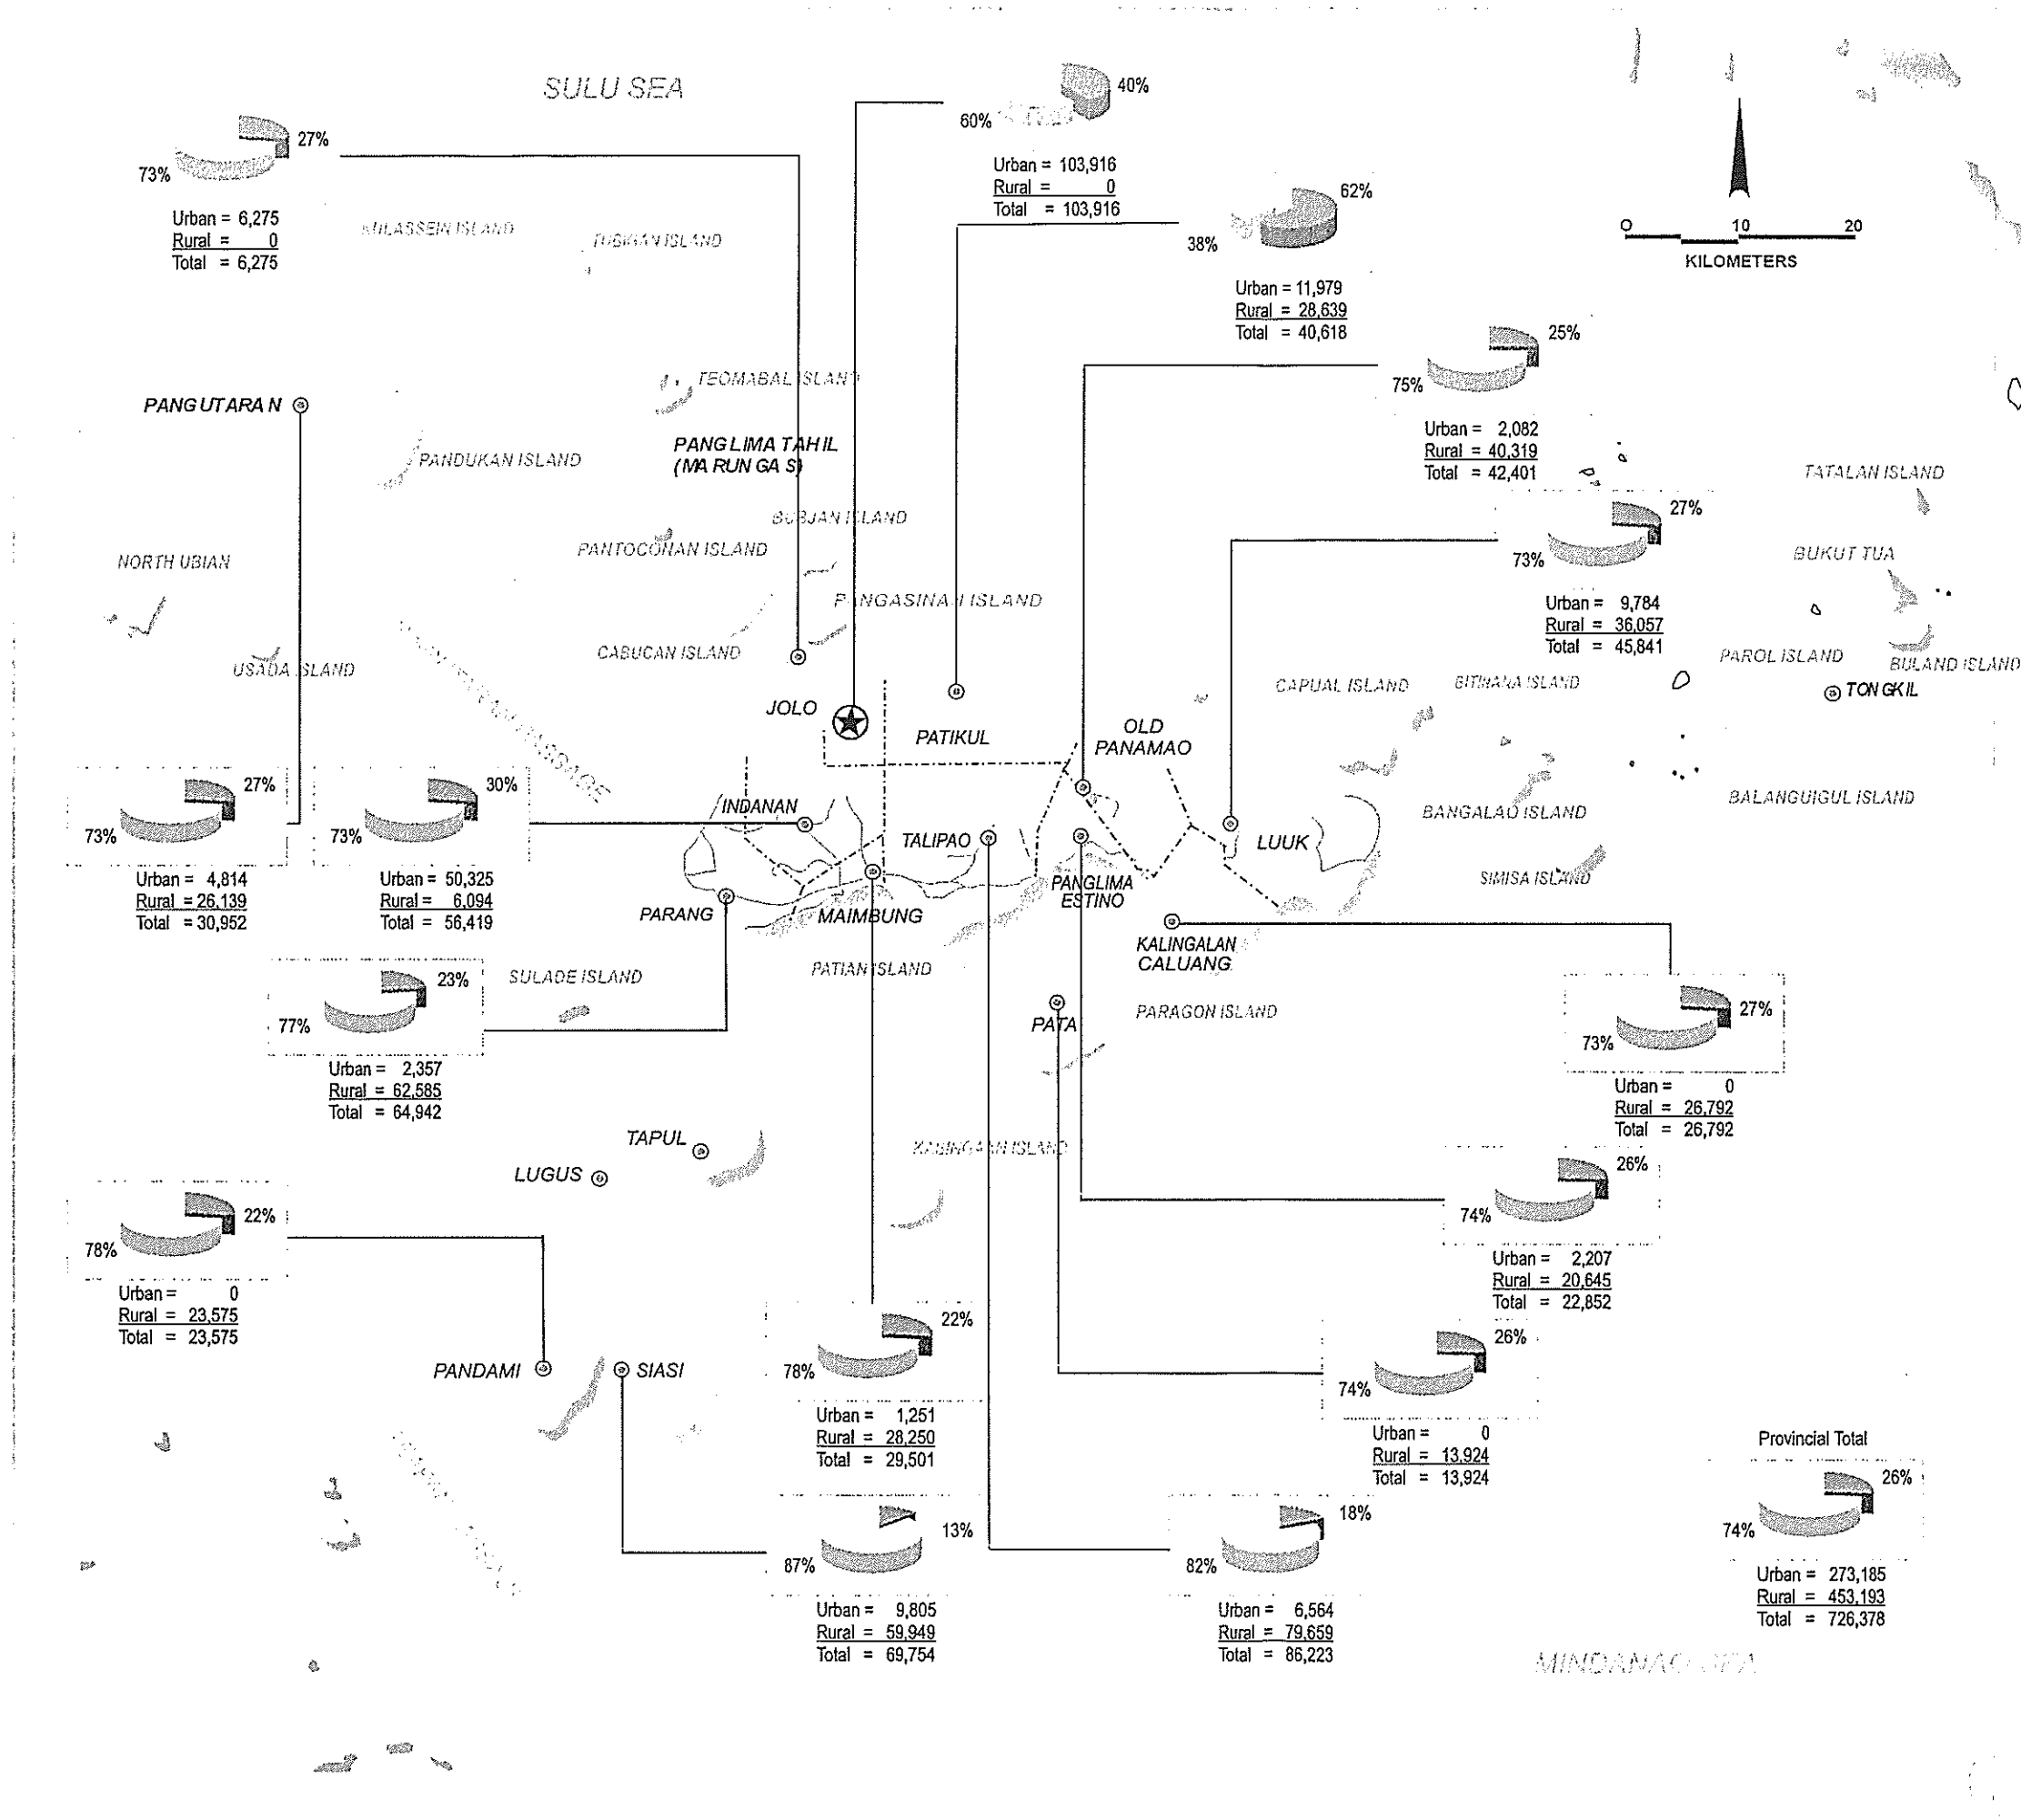 SULU SEA
40%
60%
Urban = 103,916
Rural = 0
Total = 103,916
27%
73%
Urban = 6,275
Rural = 0
Total = 6,275
62%
38%
Urban = 11,979
Rural = 28,639
Total = 40,618
0 10 20
KILOMETERS
TUBIGAN ISLAND
25%
75%
Urban = 2,082
Rural = 40,319
Total = 42,401
TEOMABAL ISLAND
PANGUTARAN
PANGLIMA TAHIL
(MARUNGAS)
PANDUKAN ISLAND
TATALAN ISLAND
27%
73%
Urban = 9,784
Rural = 36,057
Total = 45,841
BUBUAN ISLAND
PANTOCONAN ISLAND
NORTH UBIAN
BUKUT TUA
PANGASINAN ISLAND
CABUCAN ISLAND
USADA ISLAND
PAROL ISLAND
BULAND ISLAND
CAPUAL ISLAND
BITINANA ISLAND
TONGKIL
JOLO
PATIKUL
OLD
PANAMAO
PASSAGE
27%
73%
Urban = 4,814
Rural = 26,139
Total = 30,952
30%
73%
Urban = 50,325
Rural = 6,094
Total = 56,419
INDANAN
TALIPAO
LUUK
BANGALAO ISLAND
BALANGUIGUI ISLAND
SIMISA ISLAND
PANGLIMA
ESTINO
PARANG
MAIMBUNG
KALINGALAN
CALUANG
PATIAN ISLAND
SULADE ISLAND
23%
77%
Urban = 2,357
Rural = 62,585
Total = 64,942
PATA
PARAGON ISLAND
27%
73%
Urban = 0
Rural = 26,792
Total = 26,792
TAPUL
LUGUS
KABINGAAN ISLAND
26%
74%
Urban = 2,207
Rural = 20,645
Total = 22,852
22%
78%
Urban = 0
Rural = 23,575
Total = 23,575
PANDAMI
SIASI
22%
78%
Urban = 1,251
Rural = 28,250
Total = 29,501
26%
74%
Urban = 0
Rural = 13,924
Total = 13,924
13%
87%
Urban = 9,805
Rural = 59,949
Total = 69,754
18%
82%
Urban = 6,564
Rural = 79,659
Total = 86,223
Provincial Total
26%
74%
Urban = 273,185
Rural = 453,193
Total = 726,378
MINDANAO SEA